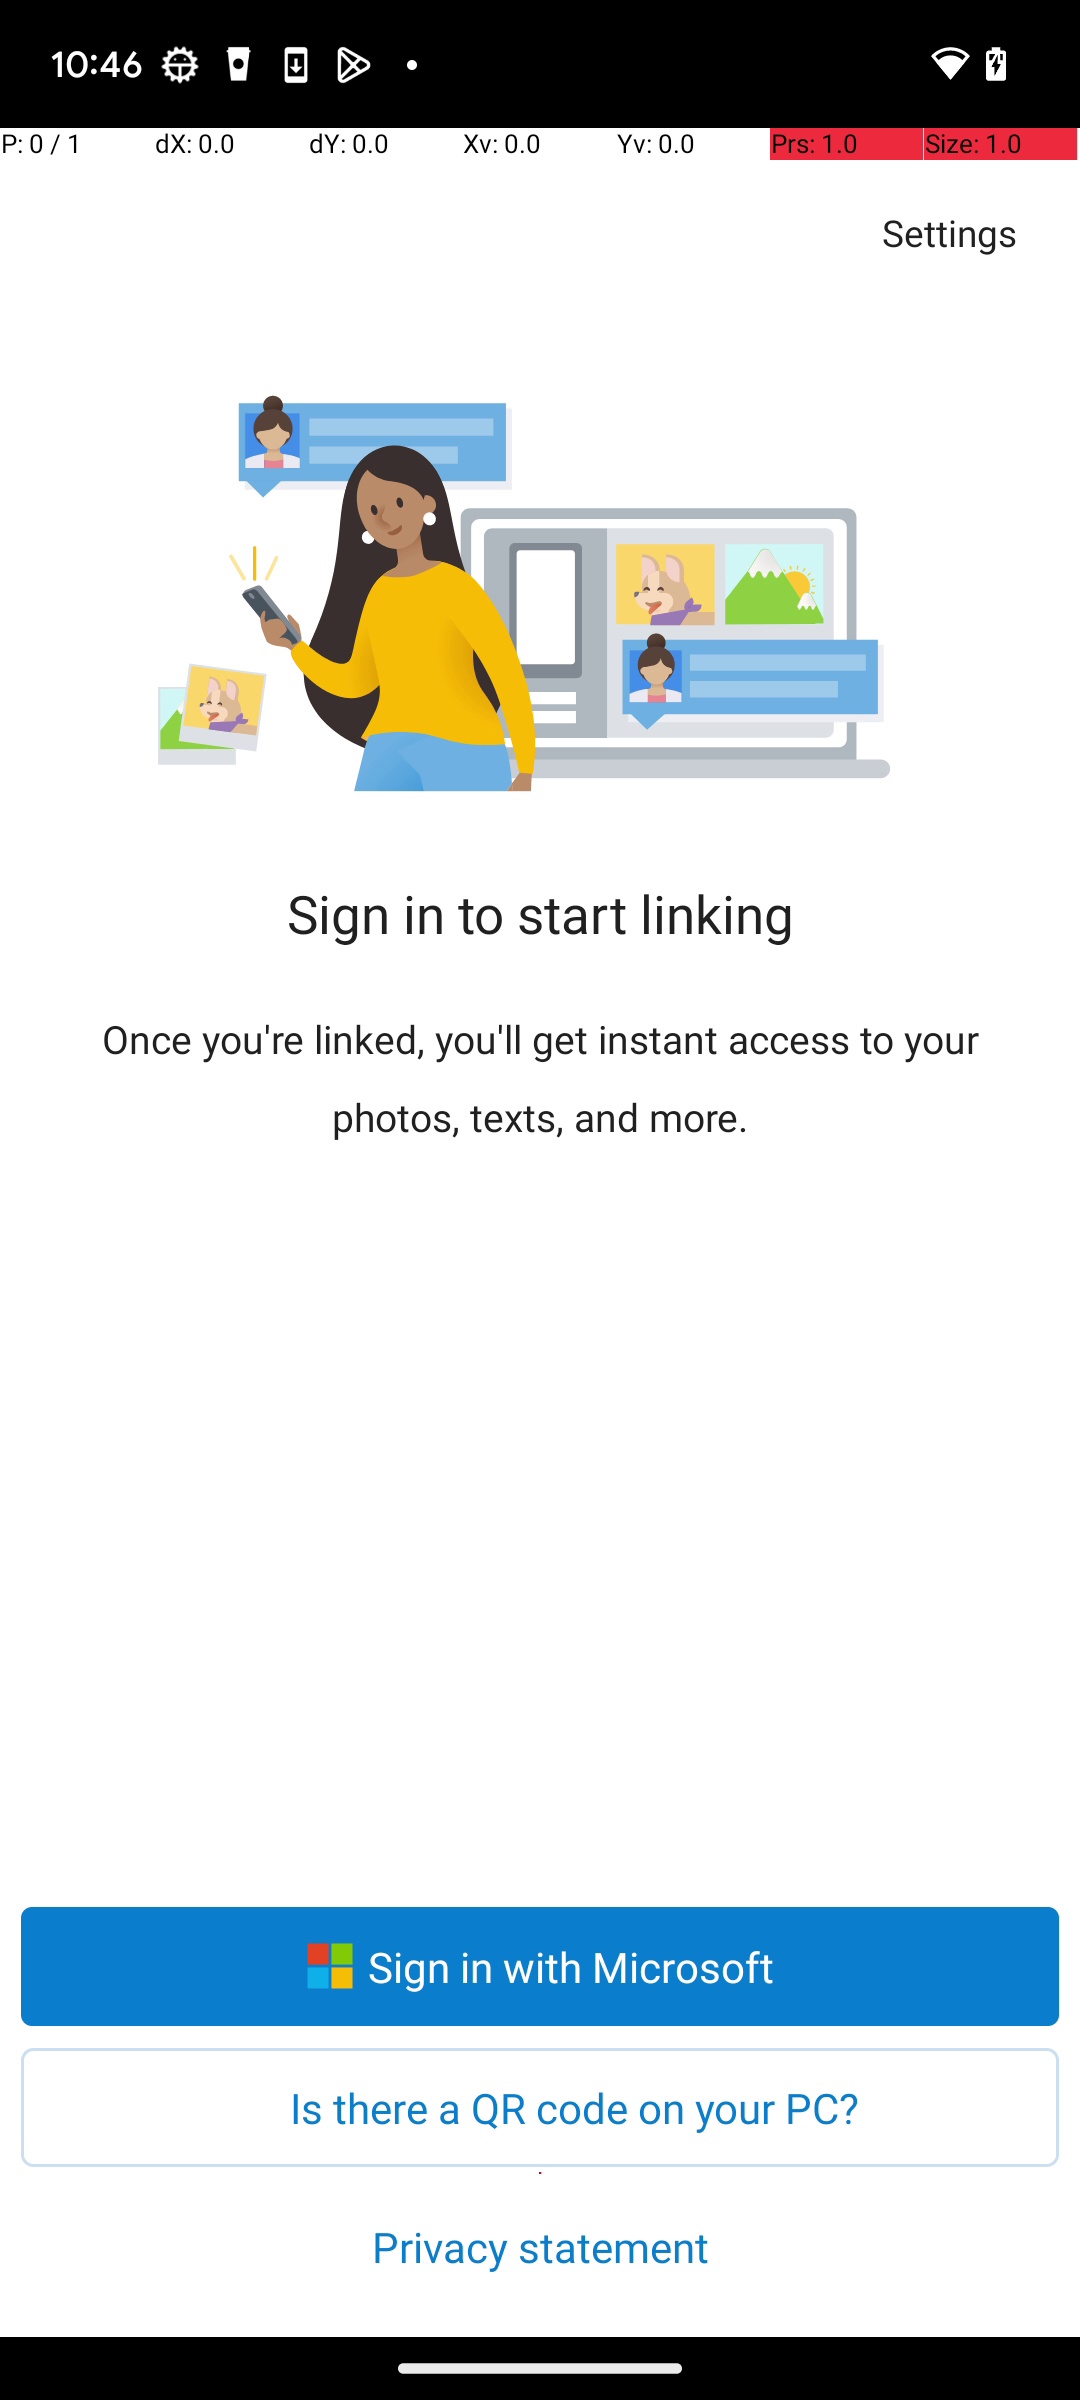 10:46
P: 0 / 1 dX: 0.0 dY: 0.0 Xv: 0.0 Yv: 0.0 Prs: 1.0 Size: 1.0
Settings
Sign in to start linking
Once you're linked, you'll get instant access to your
photos, texts, and more.
Sign in with Microsoft
Is there a QR code on your PC?
Privacy statement